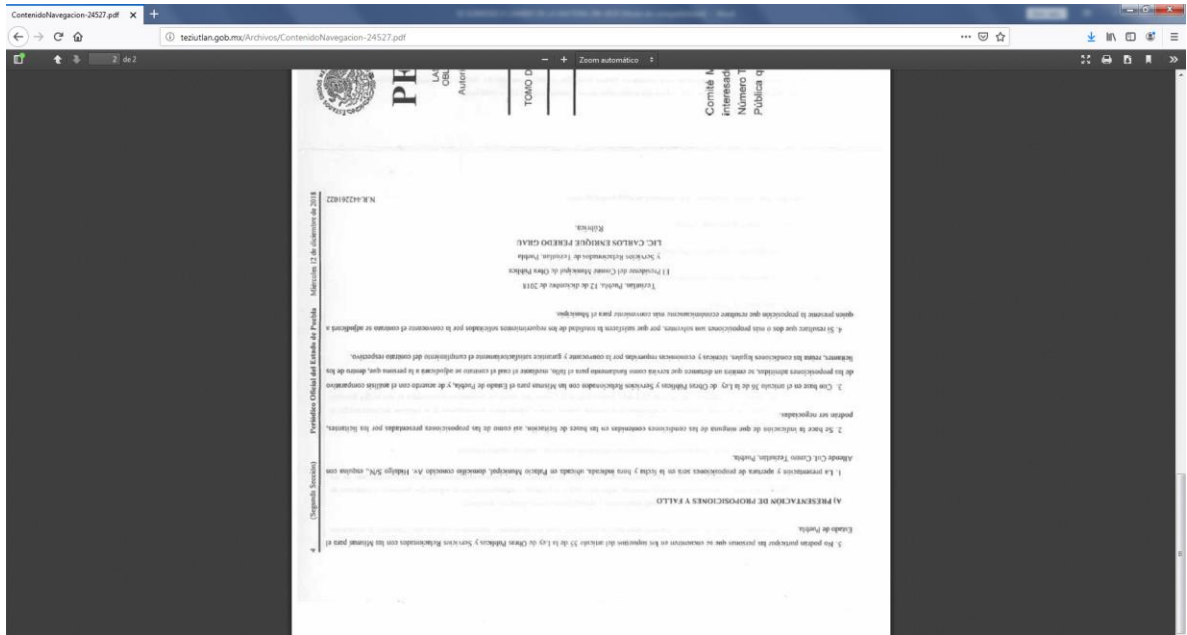 ContenidoNavegacion-24527.pdf
teziutlan.gob.mx/Archivos/ContenidoNavegacion-24527.pdf
2 de 2
Zoom automático
PE
LAS
OBL
Autori
TOMO D
Comité M
interesad
Número T
Pública q
4 (Segunda Sección) Periódico Oficial del Estado de Puebla Miércoles 12 de diciembre de 2018
No podrán participar las personas que se encuentren en los supuestos del artículo 55 de la Ley de Obras Públicas y Servicios Relacionados con las Mismas para el
Estado de Puebla.
A) PRESENTACIÓN DE PROPOSICIONES Y FALLO
1. La presentación y apertura de proposiciones será en la fecha y hora indicada, ubicada en Palacio Municipal, domicilio conocido Av. Hidalgo S/N., esquina con
Allende Col. Centro Teziutlan, Puebla.
2. Se hace la indicación de que ninguna de las condiciones contenidas en las bases de licitación, así como de las proposiciones presentadas por los licitantes,
podrán ser negociadas.
3. Con base en el artículo 36 de la Ley de Obras Públicas y Servicios Relacionados con las Mismas para el Estado de Puebla, y de acuerdo con el análisis comparativo
de las proposiciones admitidas, se emitirá un dictamen que servirá como fundamento para el fallo, mediante el cual el contrato se adjudicará a la persona que, dentro de los
licitantes, reúna las condiciones legales, técnicas y económicas requeridas por la convocante y garantice satisfactoriamente el cumplimiento del contrato respectivo.
4. Si resultare que dos o más proposiciones son solventes, por que satisfacen la totalidad de los requerimientos solicitados por la convocante el contrato se adjudicará a
quien presente la proposición que resultare económicamente más conveniente para el Municipio.
Teziutlan, Puebla, 12 de diciembre de 2018
El Presidente del Comité Municipal de Obra Pública
y Servicios Relacionados de Teziutlan, Puebla
LIC. CARLOS ENRIQUE PEREDO GRAU
Rúbrica.
N.R.442261822